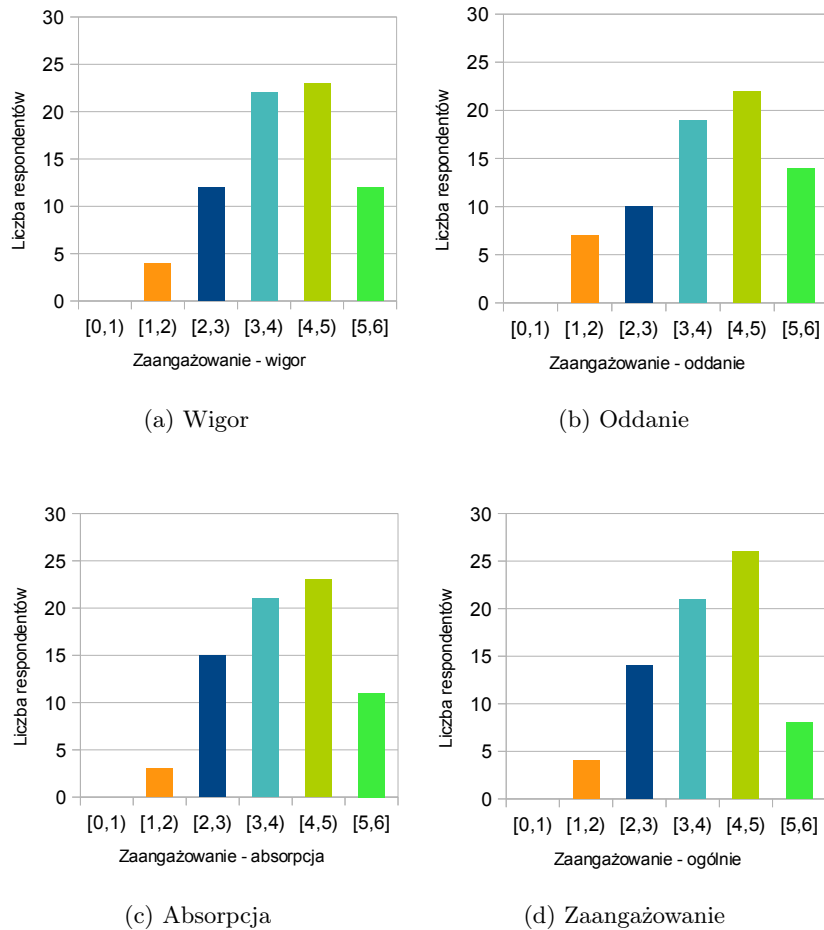 30
25
20
15
10
5
0
Liczba respondentów
[0,1) [1,2) [2,3) [3,4) [4,5) [5,6]
Zaangażowanie - wigor
(a) Wigor
30
25
20
15
10
5
0
Liczba respondentów
[0,1) [1,2) [2,3) [3,4) [4,5) [5,6]
Zaangażowanie - oddanie
(b) Oddanie
30
25
20
15
10
5
0
Liczba respondentów
[0,1) [1,2) [2,3) [3,4) [4,5) [5,6]
Zaangażowanie - absorpcja
(c) Absorpcja
30
25
20
15
10
5
0
Liczba respondentów
[0,1) [1,2) [2,3) [3,4) [4,5) [5,6]
Zaangażowanie - ogólnie
(d) Zaangażowanie